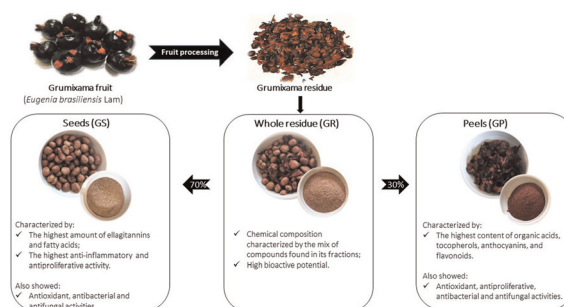 Fruit processing
Grumixama fruit
(Eugenia brasiliensis Lam)
Grumixama residue
Seeds (GS)
Characterized by:
✓ The highest amount of ellagitannins
and fatty acids;
✓ The highest anti-inflammatory and
antiproliferative activity.
Also showed:
✓ Antioxidant, antibacterial and
antifungal activities.
70%
Whole residue (GR)
✓ Chemical composition
characterized by the mix of
compounds found in its fractions;
✓ High bioactive potential.
30%
Peels (GP)
Characterized by:
✓ The highest content of organic acids,
tocopherols, anthocyanins, and
flavonoids.
Also showed:
✓ Antioxidant, antiproliferative,
antibacterial and antifungal activities.